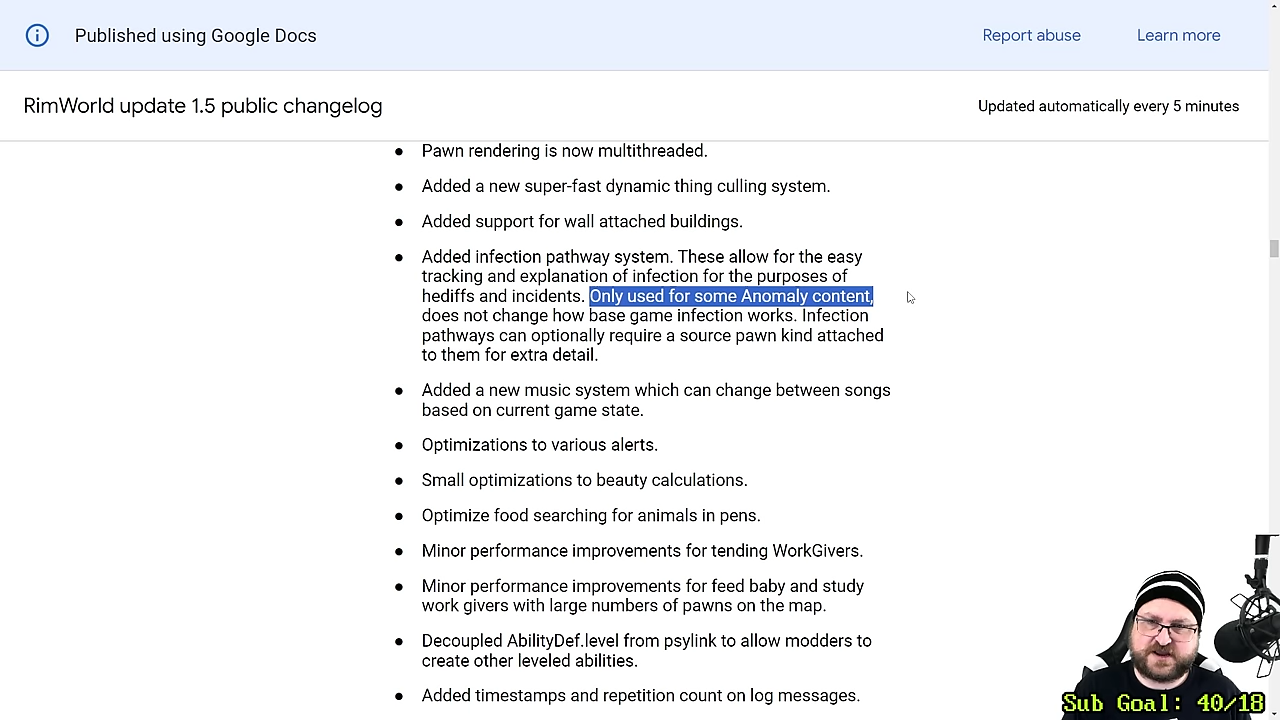 Published using Google Docs
Report abuse
Learn more
RimWorld update 1.5 public changelog
Updated automatically every 5 minutes
● Pawn rendering is now multithreaded.
● Added a new super-fast dynamic thing culling system.
● Added support for wall attached buildings.
● Added infection pathway system. These allow for the easy
tracking and explanation of infection for the purposes of
hediffs and incidents. Only used for some Anomaly content,
does not change how base game infection works. Infection
pathways can optionally require a source pawn kind attached
to them for extra detail.
● Added a new music system which can change between songs
based on current game state.
● Optimizations to various alerts.
● Small optimizations to beauty calculations.
● Optimize food searching for animals in pens.
● Minor performance improvements for tending WorkGivers.
● Minor performance improvements for feed baby and study
work givers with large numbers of pawns on the map.
● Decoupled AbilityDef.level from psylink to allow modders to
create other leveled abilities.
● Added timestamps and repetition count on log messages.
Sub Goal: 40/18